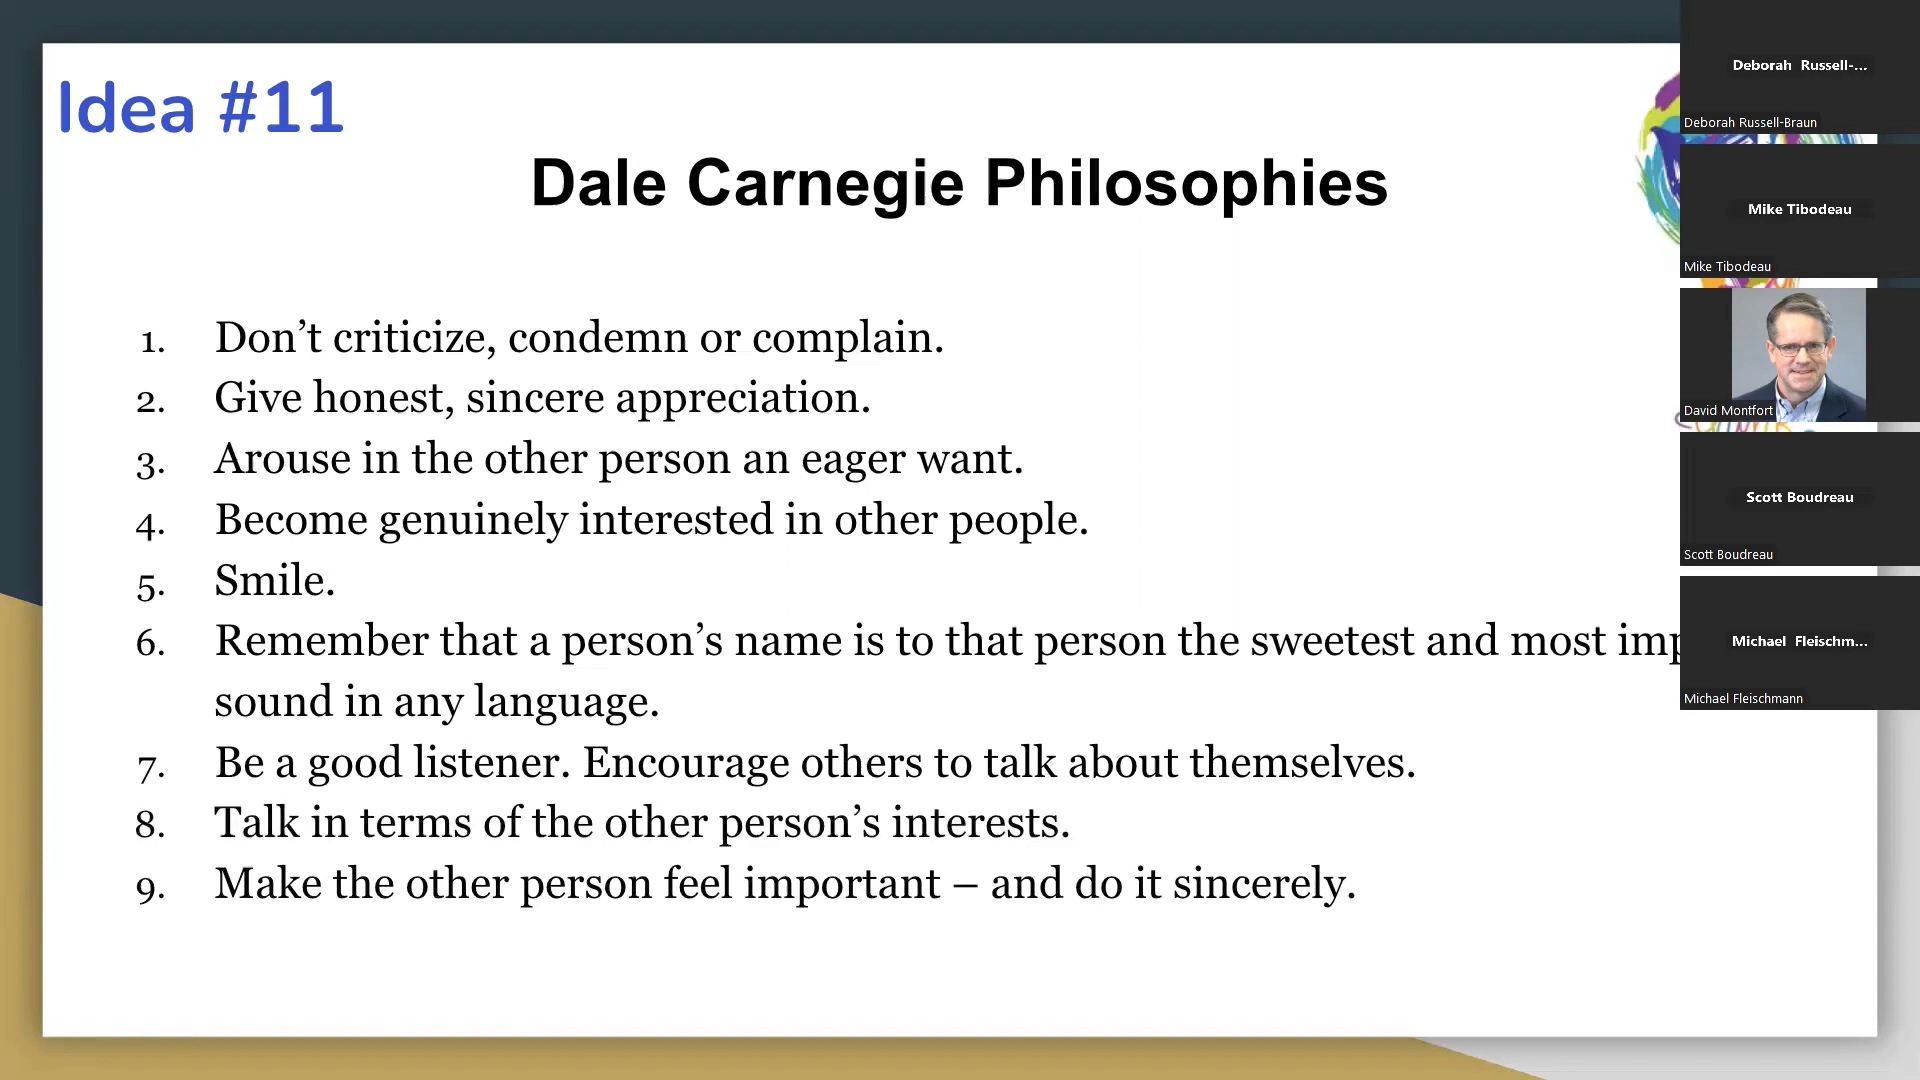 Idea #11
Dale Carnegie Philosophies
1. Don’t criticize, condemn or complain.
2. Give honest, sincere appreciation.
3. Arouse in the other person an eager want.
4. Become genuinely interested in other people.
5. Smile.
6. Remember that a person’s name is to that person the sweetest and most imp
sound in any language.
7. Be a good listener. Encourage others to talk about themselves.
8. Talk in terms of the other person’s interests.
9. Make the other person feel important – and do it sincerely.
Deborah Russell-...
Deborah Russell-Braun
Mike Tibodeau
Mike Tibodeau
David Montfort
Scott Boudreau
Scott Boudreau
Michael Fleischm...
Michael Fleischmann